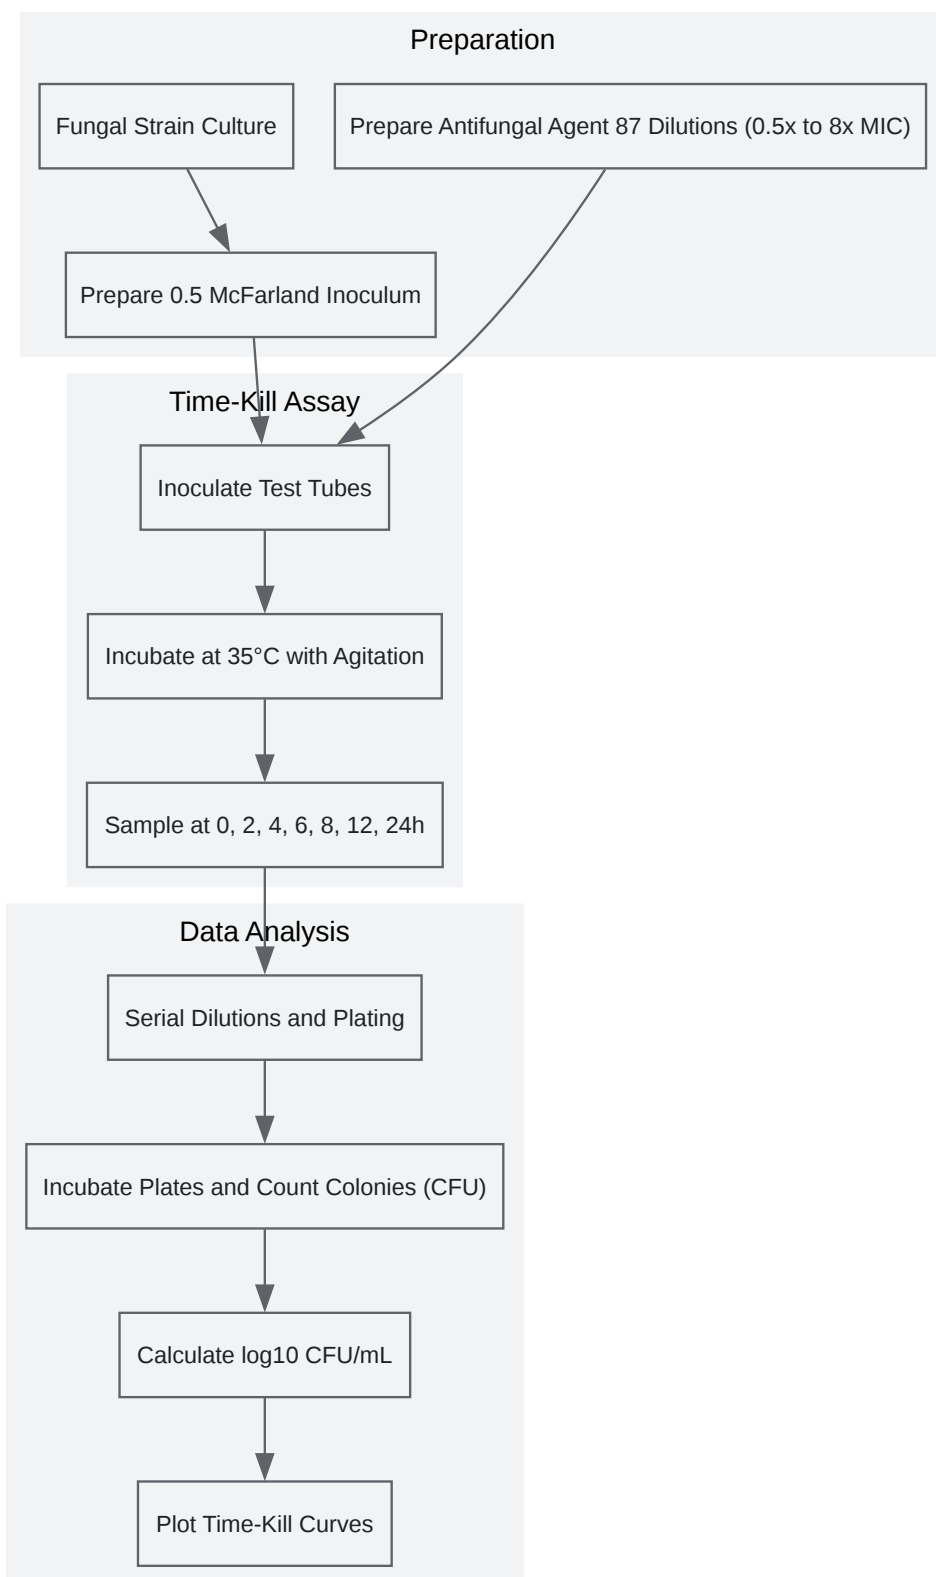 Preparation
Fungal Strain Culture
Prepare Antifungal Agent 87 Dilutions (0.5x to 8x MIC)
Prepare 0.5 McFarland Inoculum
Time-Kill Assay
Inoculate Test Tubes
Incubate at 35°C with Agitation
Sample at 0, 2, 4, 6, 8, 12, 24h
Data Analysis
Serial Dilutions and Plating
Incubate Plates and Count Colonies (CFU)
Calculate log10 CFU/mL
Plot Time-Kill Curves